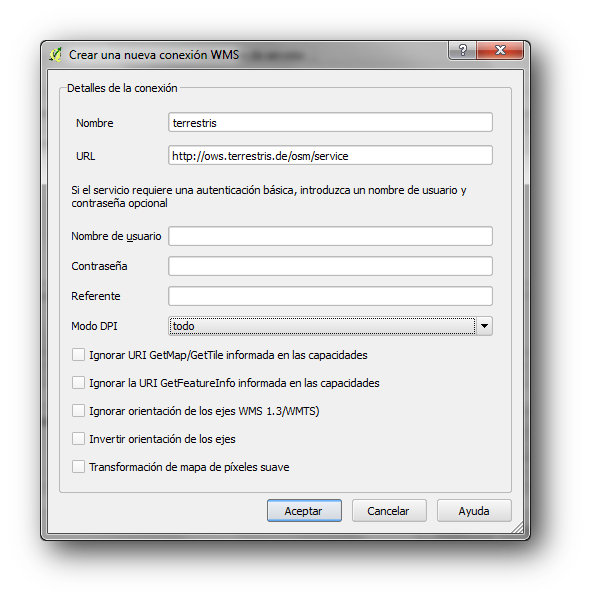 Crear una nueva conexión WMS
?
Detalles de la conexión
Nombre
terrestris
URL
http://ows.terrestris.de/osm/service
Si el servicio requiere una autenticación básica, introduzca un nombre de usuario y
contraseña opcional
Nombre de usuario
Contraseña
Referente
Modo DPI
todo
Ignorar URI GetMap/GetTile informada en las capacidades
Ignorar la URI GetFeatureInfo informada en las capacidades
Ignorar orientación de los ejes WMS 1.3/WMTS)
Invertir orientación de los ejes
Transformación de mapa de píxeles suave
Aceptar
Cancelar
Ayuda